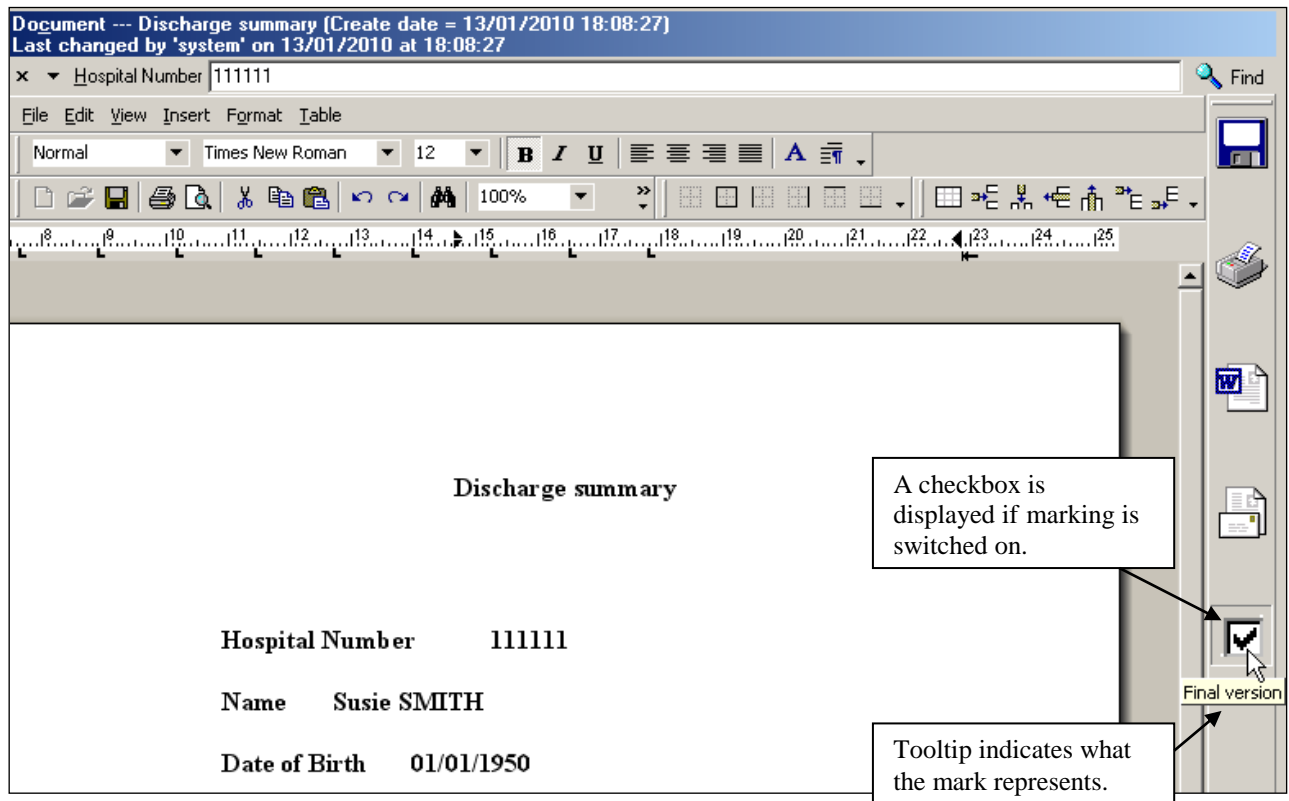 Document --- Discharge summary (Create date = 13/01/2010 18:08:27)
Last changed by 'system' on 13/01/2010 at 18:08:27
Hospital Number 111111 Find
File Edit View Insert Format Table
Normal Times New Roman 12 B I U A
100% »
8 9 10 11 12 13 14 15 16 17 18 19 20 21 22 23 24 25
W
Discharge summary
A checkbox is
displayed if marking is
switched on.
Hospital Number 111111
Name Susie SMITH
Final version
Date of Birth 01/01/1950
Tooltip indicates what
the mark represents.